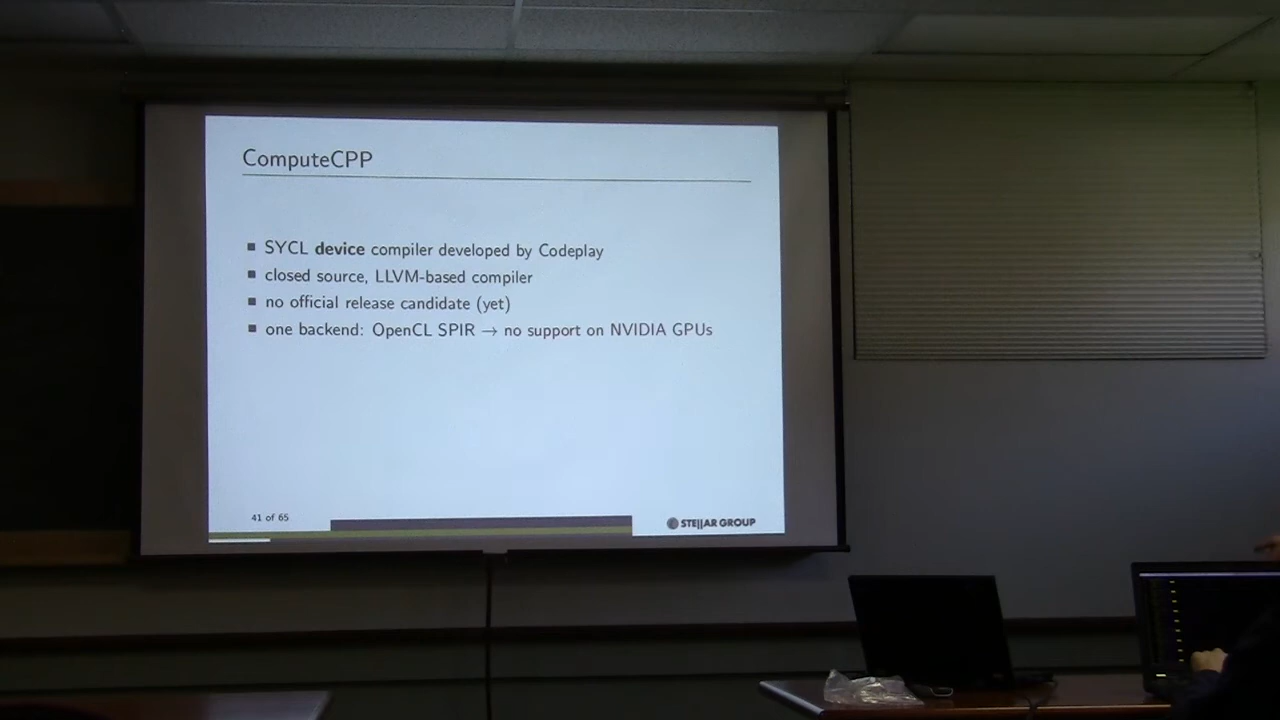 ComputeCPP
■ SYCL device compiler developed by Codeplay
■ closed source, LLVM-based compiler
■ no official release candidate (yet)
■ one backend: OpenCL SPIR → no support on NVIDIA GPUs
41 of 65
STE||AR GROUP